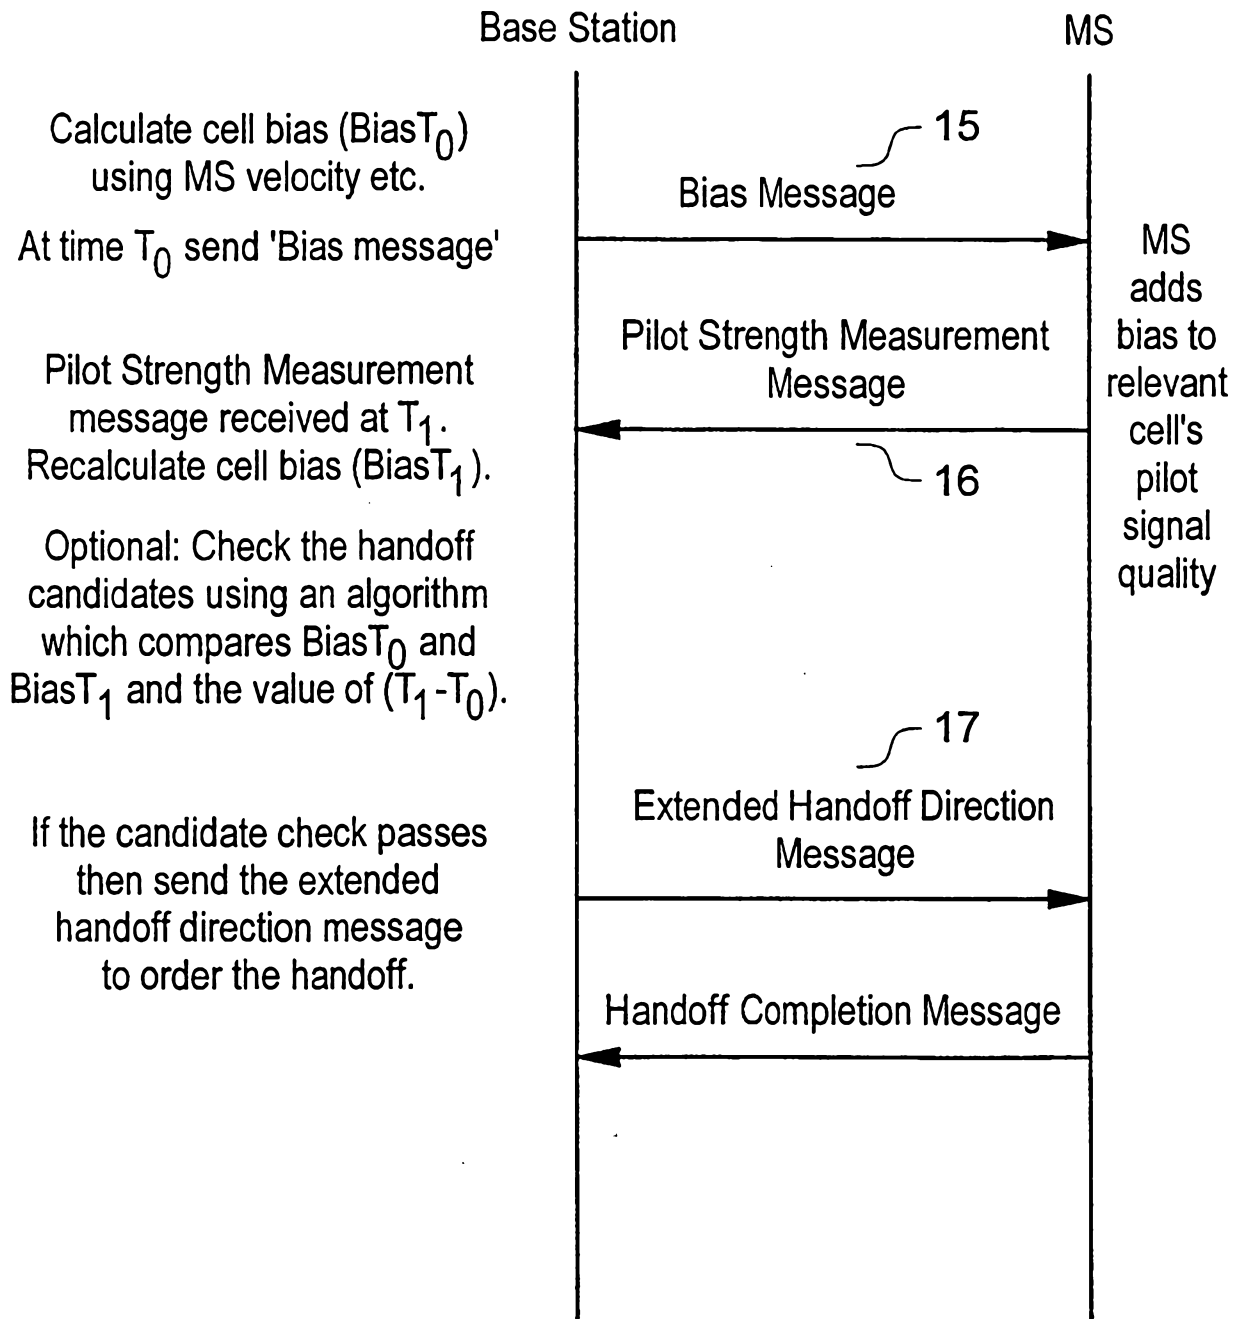 Base Station
MS
Calculate cell bias (BiasT0)
using MS velocity etc.
15
Bias Message
At time T0 send 'Bias message'
MS
adds
bias to
relevant
cell's
pilot
signal
quality
Pilot Strength Measurement
Message
Pilot Strength Measurement
message received at T1.
Recalculate cell bias (BiasT1).
16
Optional: Check the handoff
candidates using an algorithm
which compares BiasT0 and
BiasT1 and the value of (T1-T0).
17
Extended Handoff Direction
Message
If the candidate check passes
then send the extended
handoff direction message
to order the handoff.
Handoff Completion Message